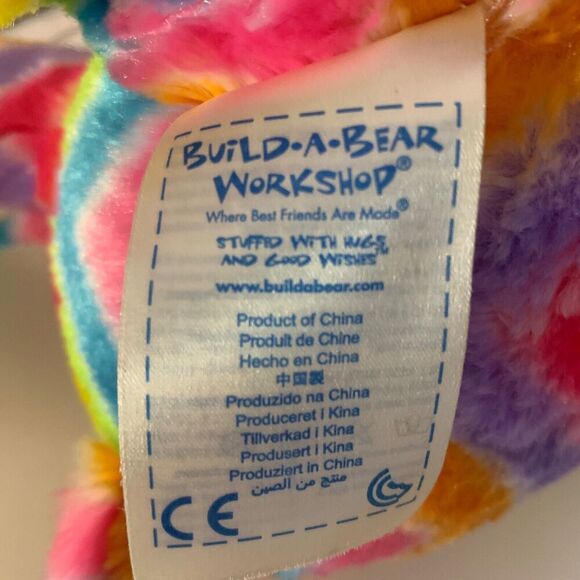 BUILD•A•BEAR
WORKSHOP®
Where Best Friends Are Made®
STUFFED WITH HUGS
AND GOOD WISHES™
www.buildabear.com
Product of China
Produit de Chine
Hecho en China
中国製
Produzido na China
Produceret i Kina
Tillverkad i Kina
Produsert i Kina
Produziert in China
منتج من الصين
CE